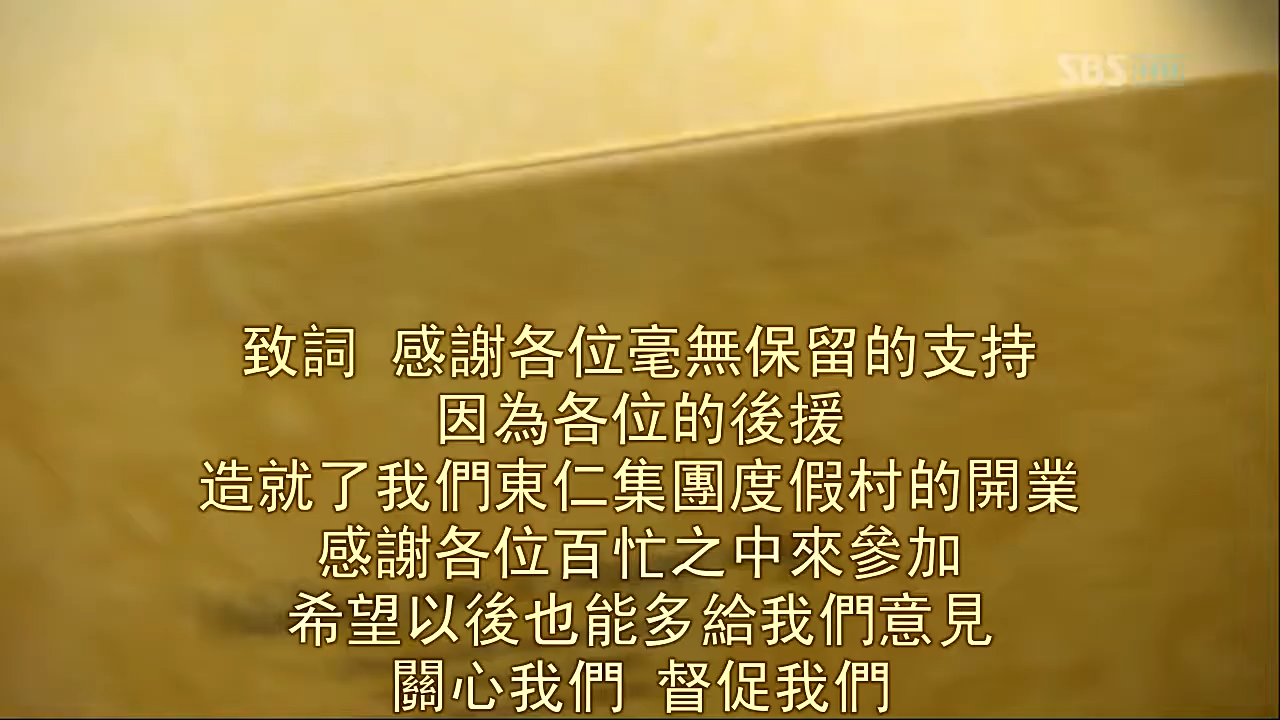 SBS HD
致詞 感謝各位毫無保留的支持
因為各位的後援
造就了我們東仁集團度假村的開業
感謝各位百忙之中來參加
希望以後也能多給我們意見
關心我們 督促我們